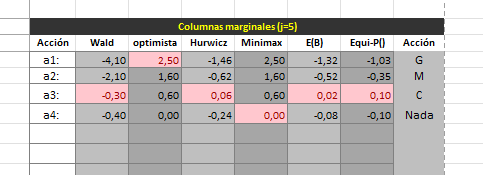 Columnas marginales (j=5)
Acción Wald optimista Hurwicz Minimax E(B) Equi-P() Acción
a1: -4,10 2,50 -1,46 2,50 -1,32 -1,03 G
a2: -2,10 1,60 -0,62 1,60 -0,52 -0,35 M
a3: -0,30 0,60 0,06 0,60 0,02 0,10 C
a4: -0,40 0,00 -0,24 0,00 -0,08 -0,10 Nada